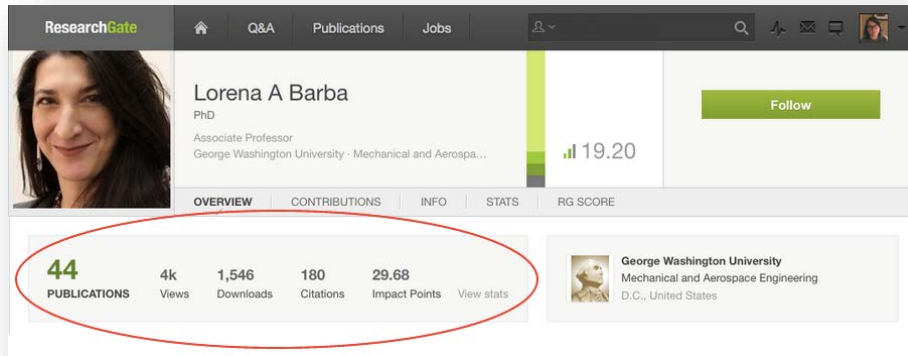 ResearchGate Q&A Publications Jobs
Lorena A Barba
PhD
Associate Professor
George Washington University · Mechanical and Aerospa...
19.20
Follow
OVERVIEW CONTRIBUTIONS INFO STATS RG SCORE
44 4k 1,546 180 29.68
PUBLICATIONS Views Downloads Citations Impact Points View stats
George Washington University
Mechanical and Aerospace Engineering
D.C., United States